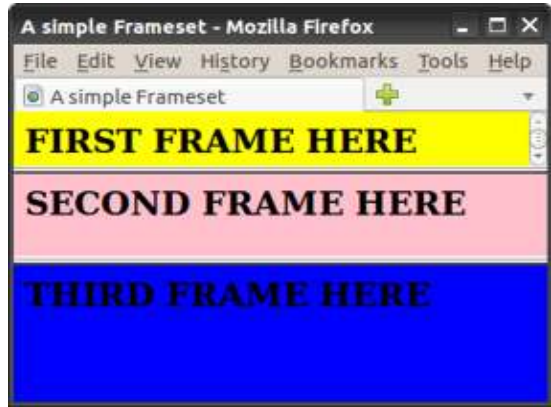 A simple Frameset - Mozilla Firefox
File Edit View History Bookmarks Tools Help
A simple Frameset
FIRST FRAME HERE
SECOND FRAME HERE
THIRD FRAME HERE